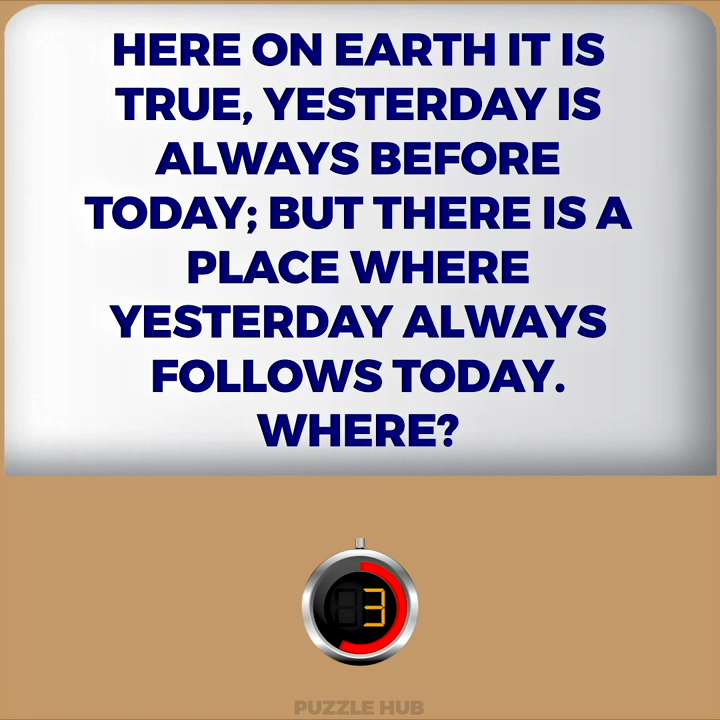 HERE ON EARTH IT IS
TRUE, YESTERDAY IS
ALWAYS BEFORE
TODAY; BUT THERE IS A
PLACE WHERE
YESTERDAY ALWAYS
FOLLOWS TODAY.
WHERE?
3
PUZZLE HUB